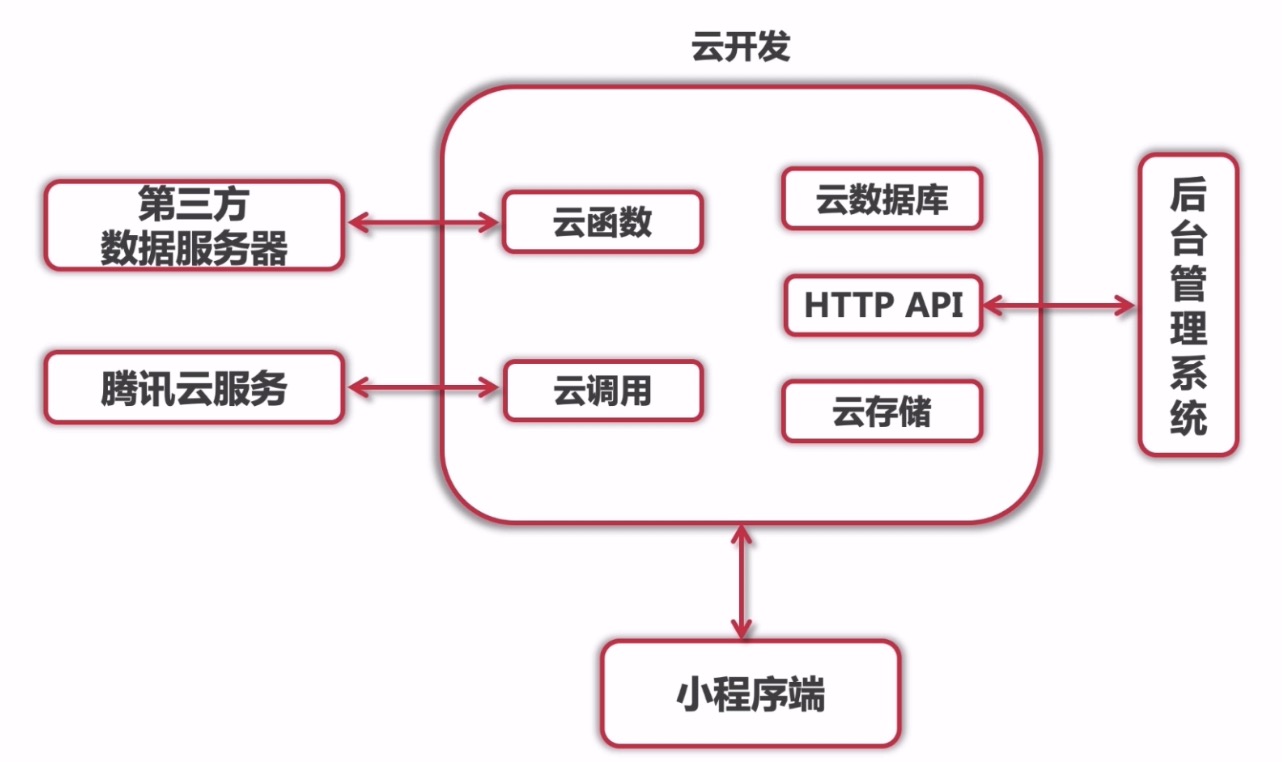 云开发
第三方
数据服务器
云函数
云数据库
HTTP API
后台管理系统
腾讯云服务
云调用
云存储
小程序端